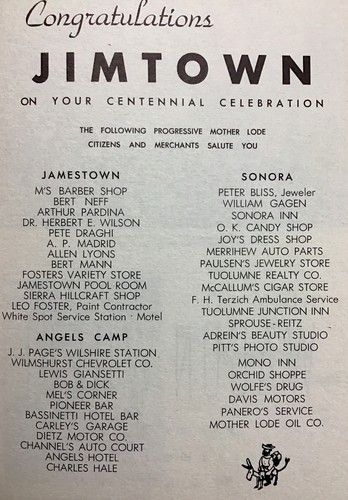 Congratulations
JIMTOWN
ON YOUR CENTENNIAL CELEBRATION
THE FOLLOWING PROGRESSIVE MOTHER LODE
CITIZENS AND MERCHANTS SALUTE YOU
JAMESTOWN
M'S BARBER SHOP
BERT NEFF
ARTHUR PARDINA
DR. HERBERT E. WILSON
PETE DRAGHI
A. P. MADRID
ALLEN LYONS
BERT MANN
FOSTERS VARIETY STORE
JAMESTOWN POOL ROOM
SIERRA HILLCRAFT SHOP
LEO FOSTER, Paint Contractor
White Spot Service Station - Motel
ANGELS CAMP
J. J. PAGE'S WILSHIRE STATION
WILMSHURST CHEVROLET CO.
LEWIS GIANSETTI
BOB & DICK
MEL'S CORNER
PIONEER BAR
BASSINETTI HOTEL BAR
CARLEY'S GARAGE
DIETZ MOTOR CO.
CHANNEL'S AUTO COURT
ANGELS HOTEL
CHARLES HALE
SONORA
PETER BLISS, Jeweler
WILLIAM GAGEN
SONORA INN
O. K. CANDY SHOP
JOY'S DRESS SHOP
MERRIHEW AUTO PARTS
PAULSEN'S JEWELRY STORE
TUOLUMNE REALTY CO.
McCALLUM'S CIGAR STORE
F. H. Terzich Ambulance Service
TUOLUMNE JUNCTION INN
SPROUSE-REITZ
ADREIN'S BEAUTY STUDIO
PITT'S PHOTO STUDIO
MONO INN
ORCHID SHOPPE
WOLFE'S DRUG
DAVIS MOTORS
PANERO'S SERVICE
MOTHER LODE OIL CO.